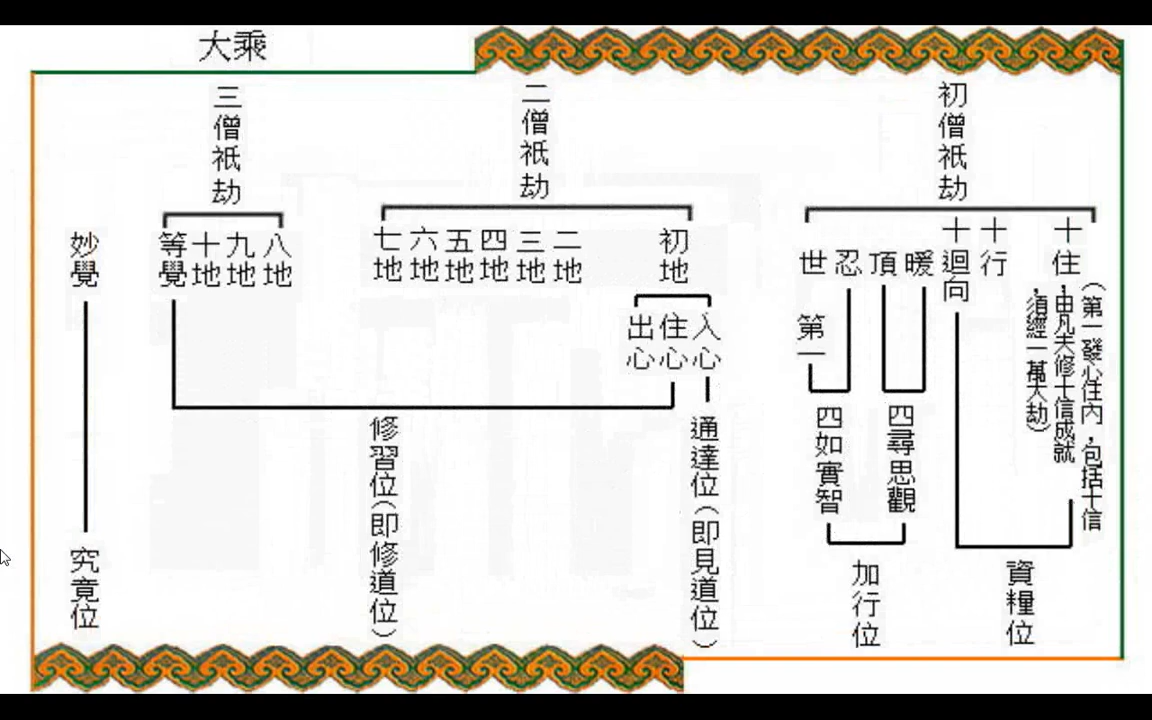 大乘
初僧祇劫
十住
（第一發心住內，包括十信
，由凡夫修十信成就
，須經一萬大劫）
十行
十迴向
資糧位
暖
頂
忍
世第一
四尋思觀
四如實智
加行位
二僧祇劫
初地
入心
住心
出心
通達位（即見道位）
二地
三地
四地
五地
六地
七地
修習位（即修道位）
三僧祇劫
八地
九地
十地
等覺
妙覺
究竟位